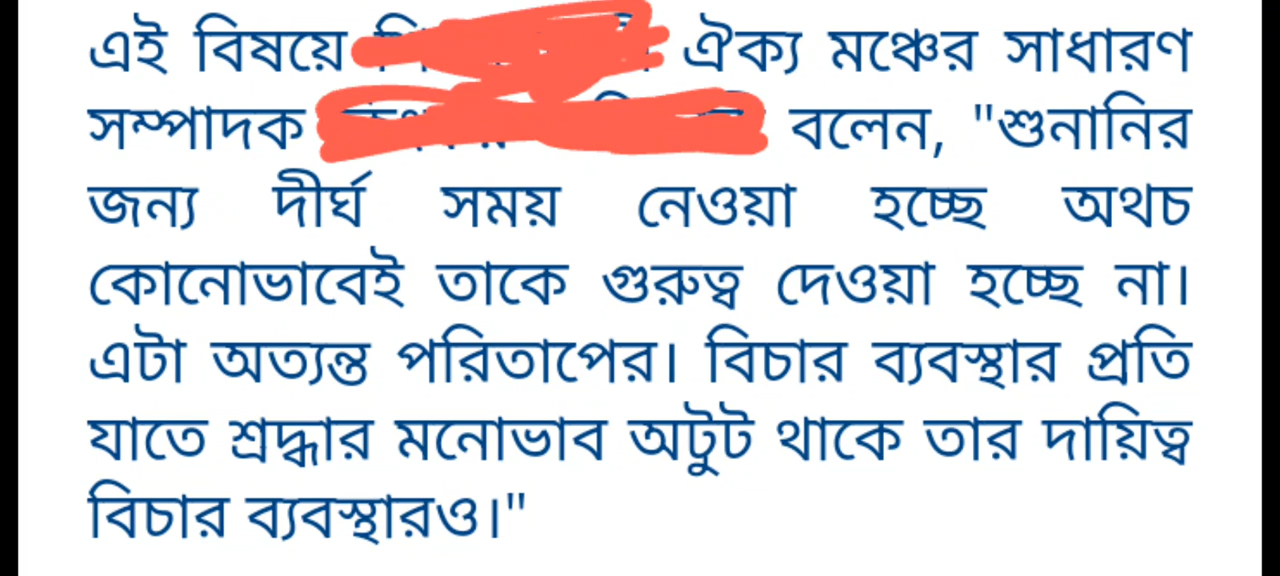 এই বিষয়ে ঐক্য মঞ্চের সাধারণ
সম্পাদক বলেন, "শুনানির
জন্য দীর্ঘ সময় নেওয়া হচ্ছে অথচ
কোনোভাবেই তাকে গুরুত্ব দেওয়া হচ্ছে না।
এটা অত্যন্ত পরিতাপের। বিচার ব্যবস্থার প্রতি
যাতে শ্রদ্ধার মনোভাব অটুট থাকে তার দায়িত্ব
বিচার ব্যবস্থারও।"